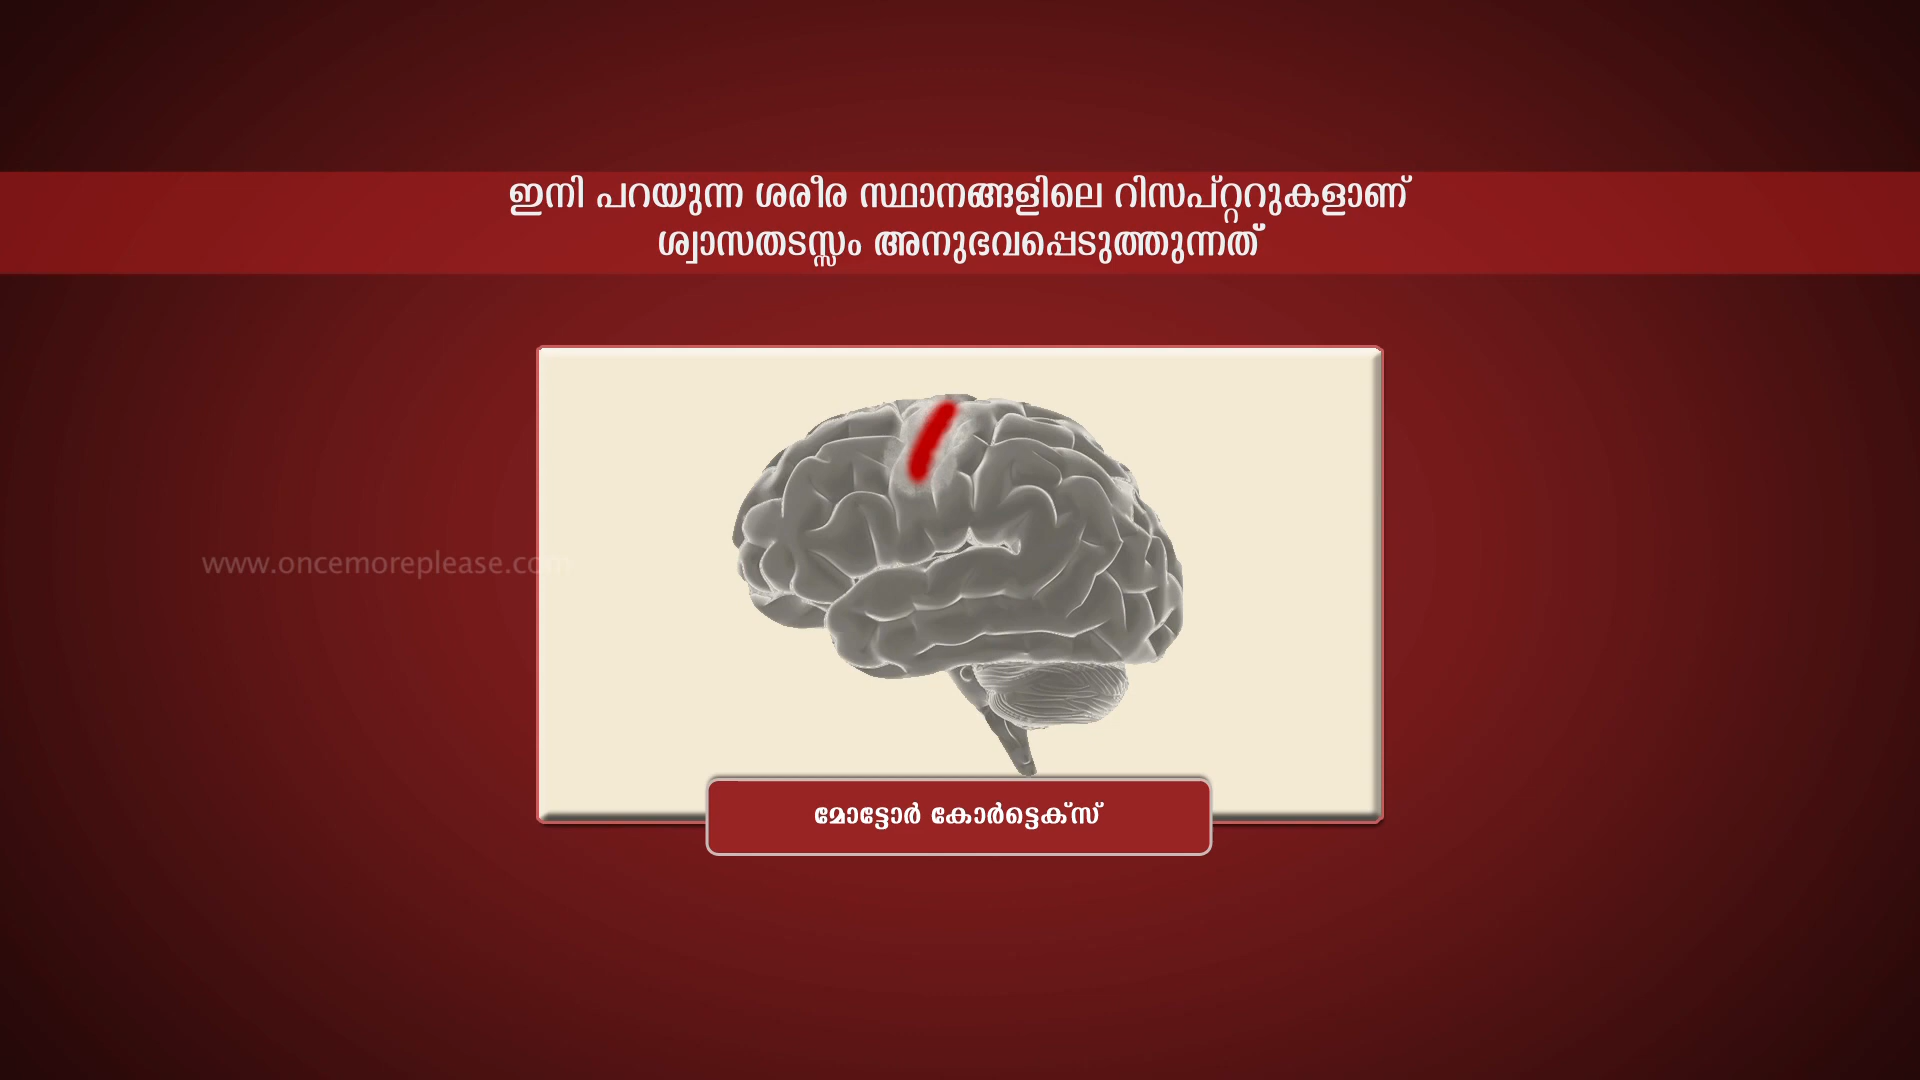 ഇനി പറയുന്ന ശരീര സ്ഥാനങ്ങളിലെ റിസപ്റ്ററുകളാണ്
ശ്വാസതടസ്സം അനുഭവപ്പെടുത്തുന്നത്
www.oncemoreplease.com
മോട്ടോർ കോർട്ടെക്സ്